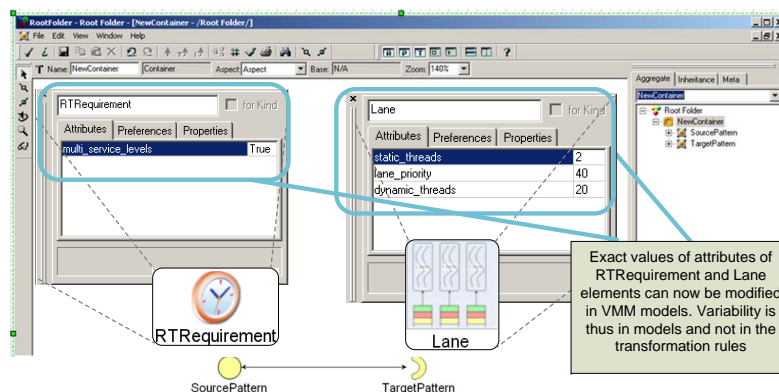 RootFolder - Root Folder - [NewContainer - /Root Folder/]
File Edit View Window Help
Name: NewContainer Container Aspect: Aspect Base: N/A Zoom: 140%
Aggregate Inheritance Meta
NewContainer
Root Folder
NewContainer
SourcePattern
TargetPattern
RTRequirement for Kind
Attributes Preferences Properties
multi_service_levels True
Lane for Kind
Attributes Preferences Properties
static_threads 2
lane_priority 40
dynamic_threads 20
RTRequirement
Lane
Exact values of attributes of
RTRequirement and Lane
elements can now be modified
in VMM models. Variability is
thus in models and not in the
transformation rules
SourcePattern
TargetPattern